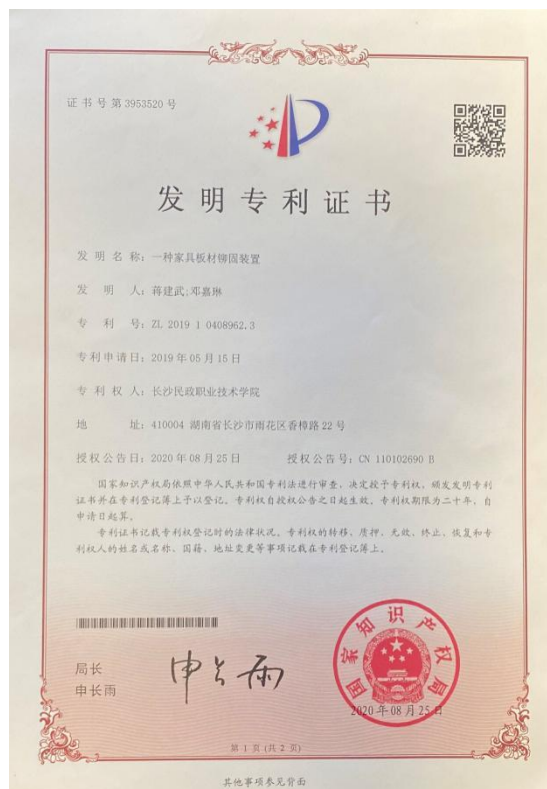 证书号第3953520号
发明专利证书
发明名称：一种家具板材铆固装置
发明人：蒋建武;邓嘉琳
专利号：ZL 2019 1 0408962.3
专利申请日：2019年05月15日
专利权人：长沙民政职业技术学院
地址：410004 湖南省长沙市雨花区香樟路22号
授权公告日：2020年08月25日 授权公告号：CN 110102690 B
国家知识产权局依照中华人民共和国专利法进行审查，决定授予专利权，颁发发明专利
证书并在专利登记簿上予以登记。专利权自授权公告之日起生效。专利权期限为二十年，自
申请日起算。
专利证书记载专利权登记时的法律状况。专利权的转移、质押、无效、终止、恢复和专
利权人的姓名或名称、国籍、地址变更等事项记载在专利登记簿上。
局长
申长雨
申长雨
国家知识产权局
2020年08月25日
第1页(共2页)
其他事项参见背面